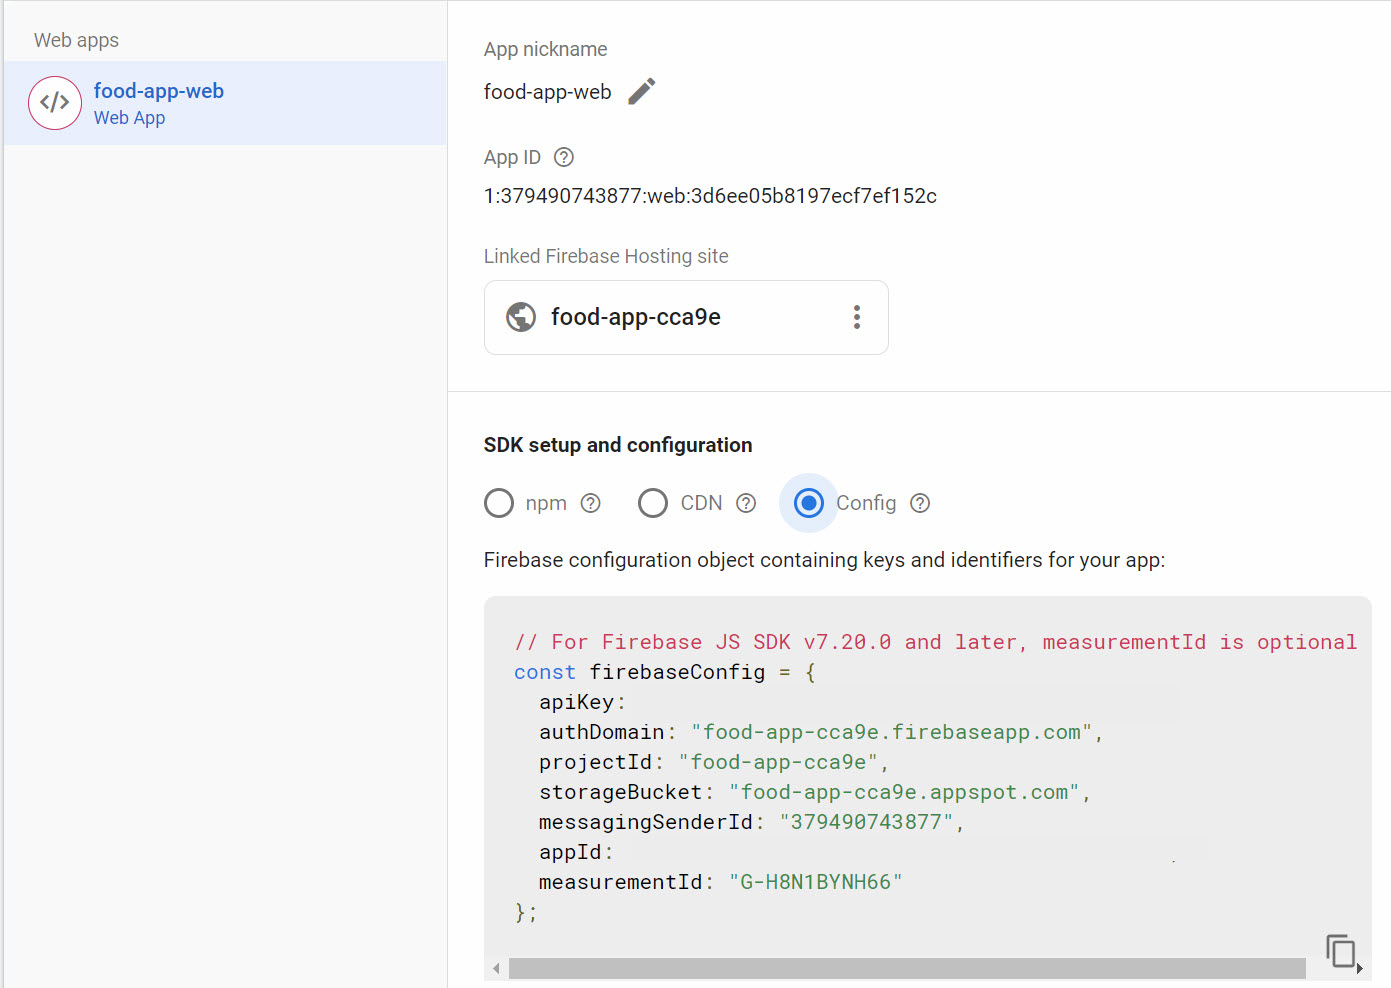 Web apps
</>
food-app-web
Web App
App nickname
food-app-web
App ID
1:379490743877:web:3d6ee05b8197ecf7ef152c
Linked Firebase Hosting site
food-app-cca9e
SDK setup and configuration
npm CDN Config
Firebase configuration object containing keys and identifiers for your app:
// For Firebase JS SDK v7.20.0 and later, measurementId is optional
const firebaseConfig = {
apiKey:
authDomain: "food-app-cca9e.firebaseapp.com",
projectId: "food-app-cca9e",
storageBucket: "food-app-cca9e.appspot.com",
messagingSenderId: "379490743877",
appId:
measurementId: "G-H8N1BYNH66"
};